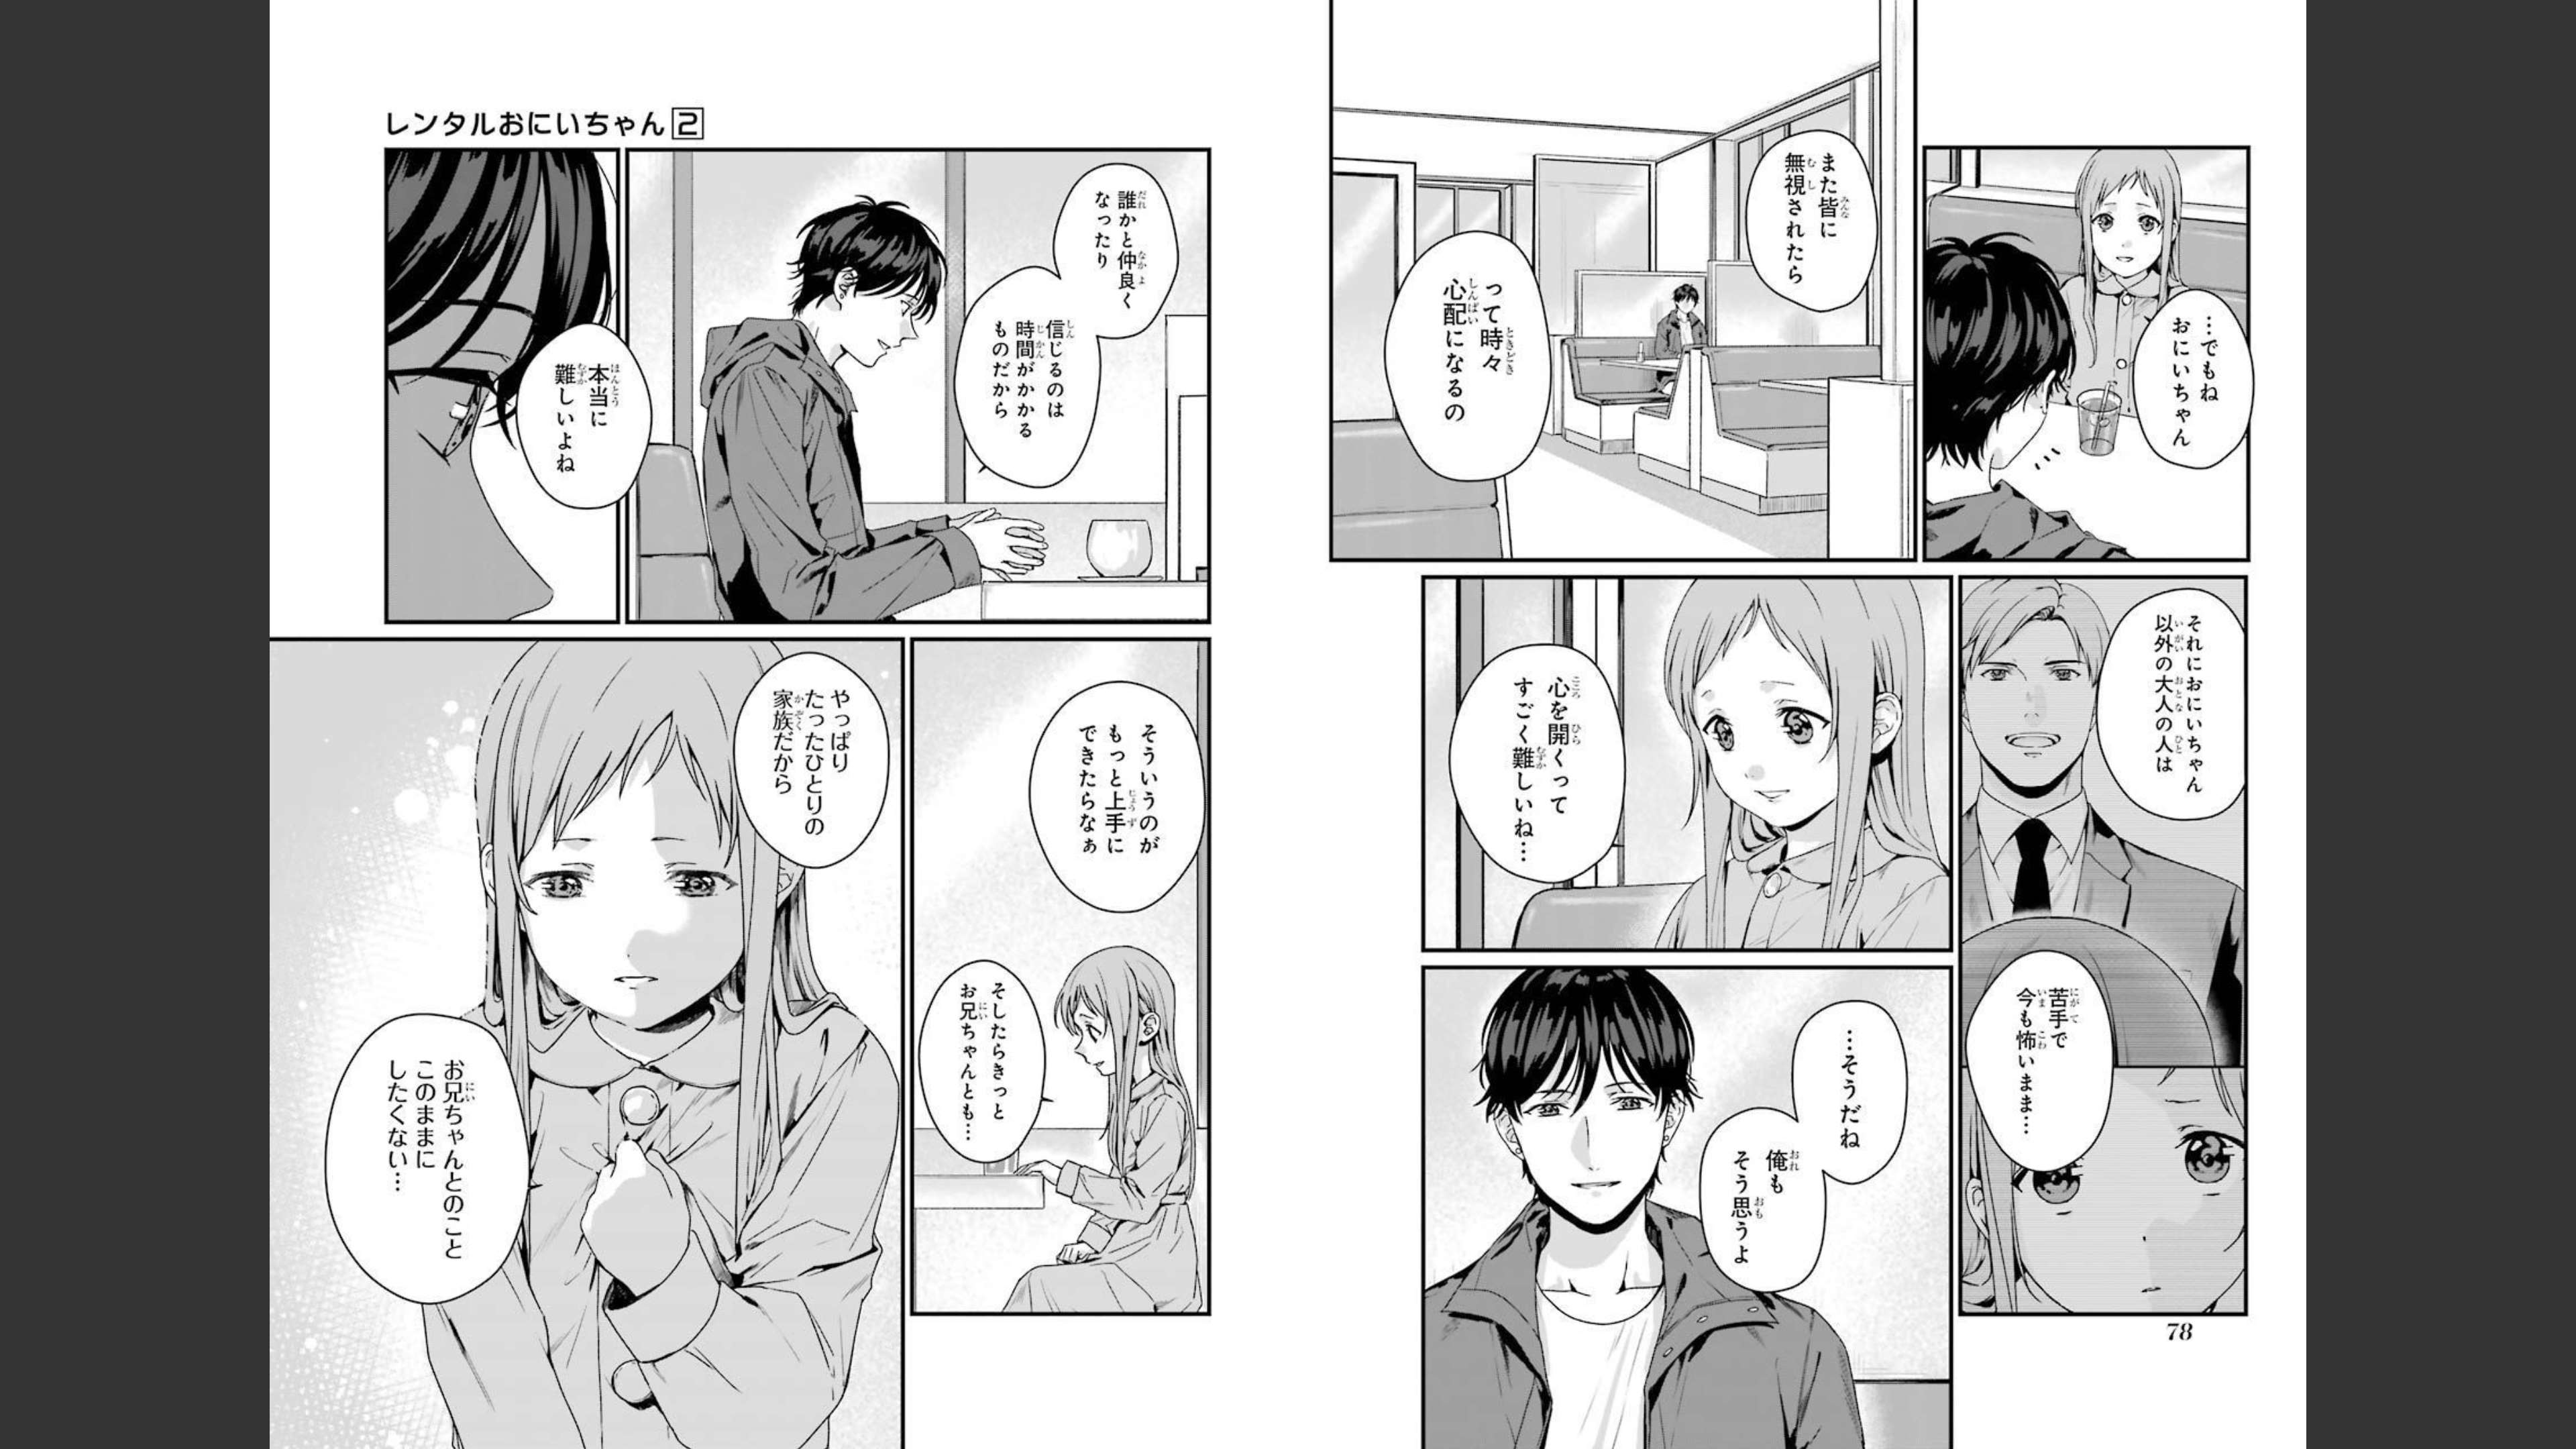 …でもね
おにいちゃん
また皆に
無視されたら
って時々
心配になるの
それにおにいちゃん
以外の大人の人は
苦手で
今も怖いまま…
心を開くって
すごく難しいね…
…そうだね
俺も
そう思うよ
78
レンタルおにいちゃん2
誰かと仲良く
なったり
信じるのは
時間がかかる
ものだから
本当に
難しいよね
そういうのが
もっと上手に
できたらなぁ
そしたらきっと
お兄ちゃんとも…
やっぱり
たったひとりの
家族だから
お兄ちゃんとのこと
このままに
したくない…